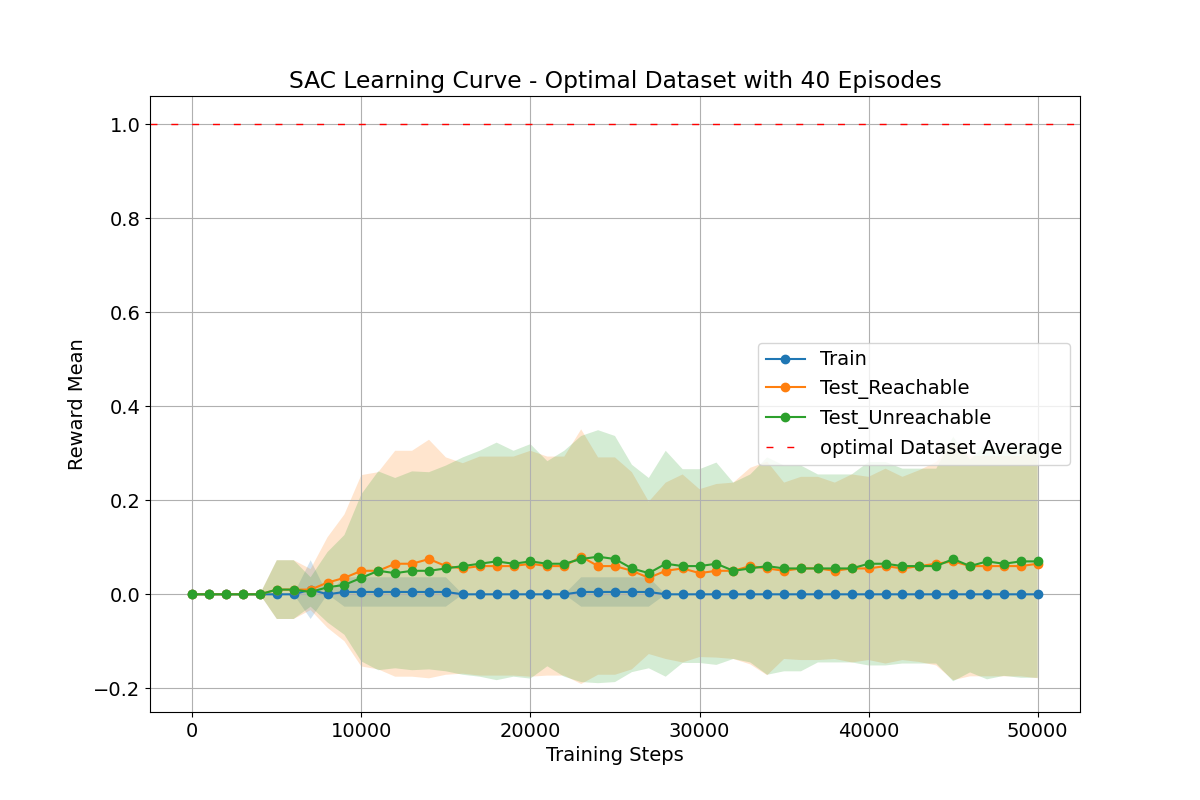 SAC Learning Curve - Optimal Dataset with 40 Episodes
1.0
0.8
0.6
0.4
0.2
0.0
−0.2
Reward Mean
Train
Test_Reachable
Test_Unreachable
optimal Dataset Average
0 10000 20000 30000 40000 50000
Training Steps